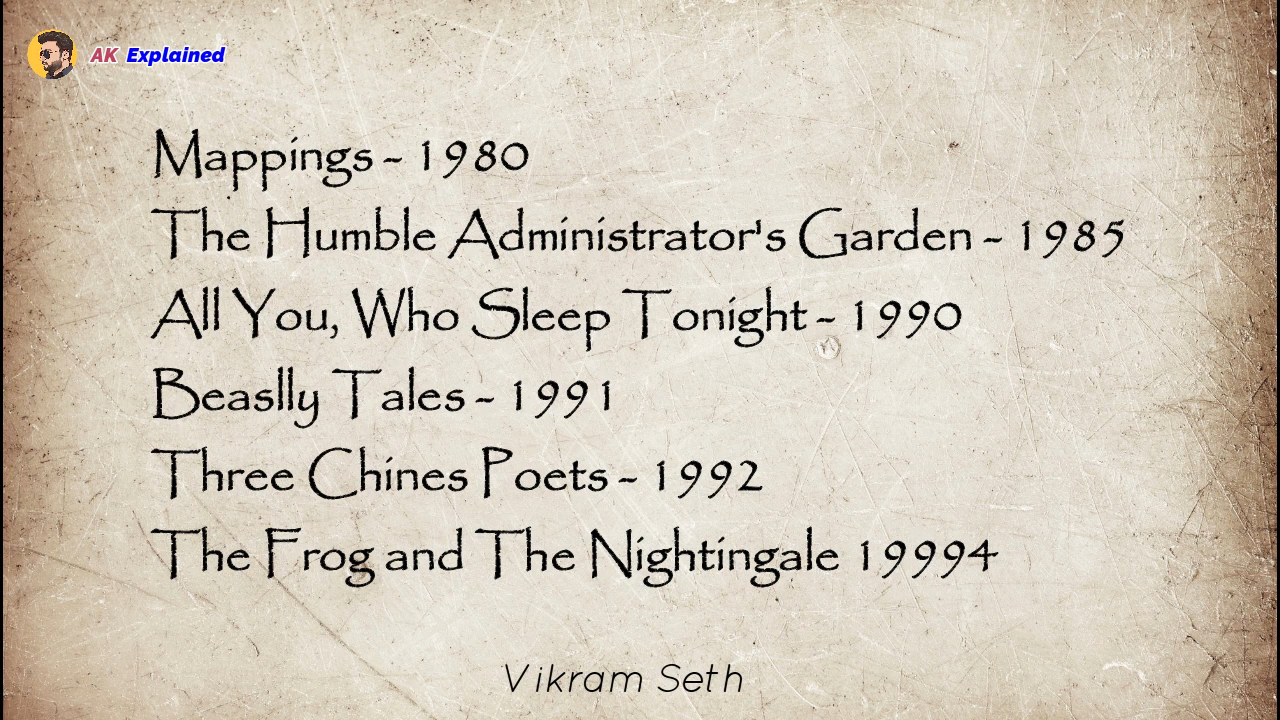 AK Explained
Mappings - 1980
The Humble Administrator's Garden - 1985
All You, Who Sleep Tonight - 1990
Beaslly Tales - 1991
Three Chines Poets - 1992
The Frog and The Nightingale 19994
Vikram Seth